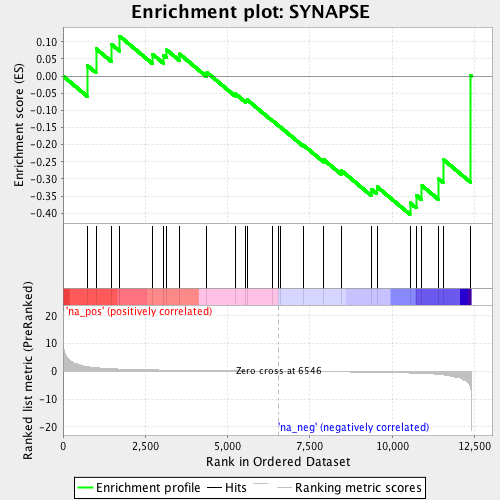 Enrichment plot: SYNAPSE
Enrichment score (ES)
0.10
0.05
0.00
-0.05
-0.10
-0.15
-0.20
-0.25
-0.30
-0.35
-0.40
'na_pos' (positively correlated)
Ranked list metric (PreRanked)
20
10
0
-10
-20
Zero cross at 6546
'na_neg' (negatively correlated)
0
2,500
5,000
7,500
10,000
12,500
Rank in Ordered Dataset
Enrichment profile
Hits
Ranking metric scores